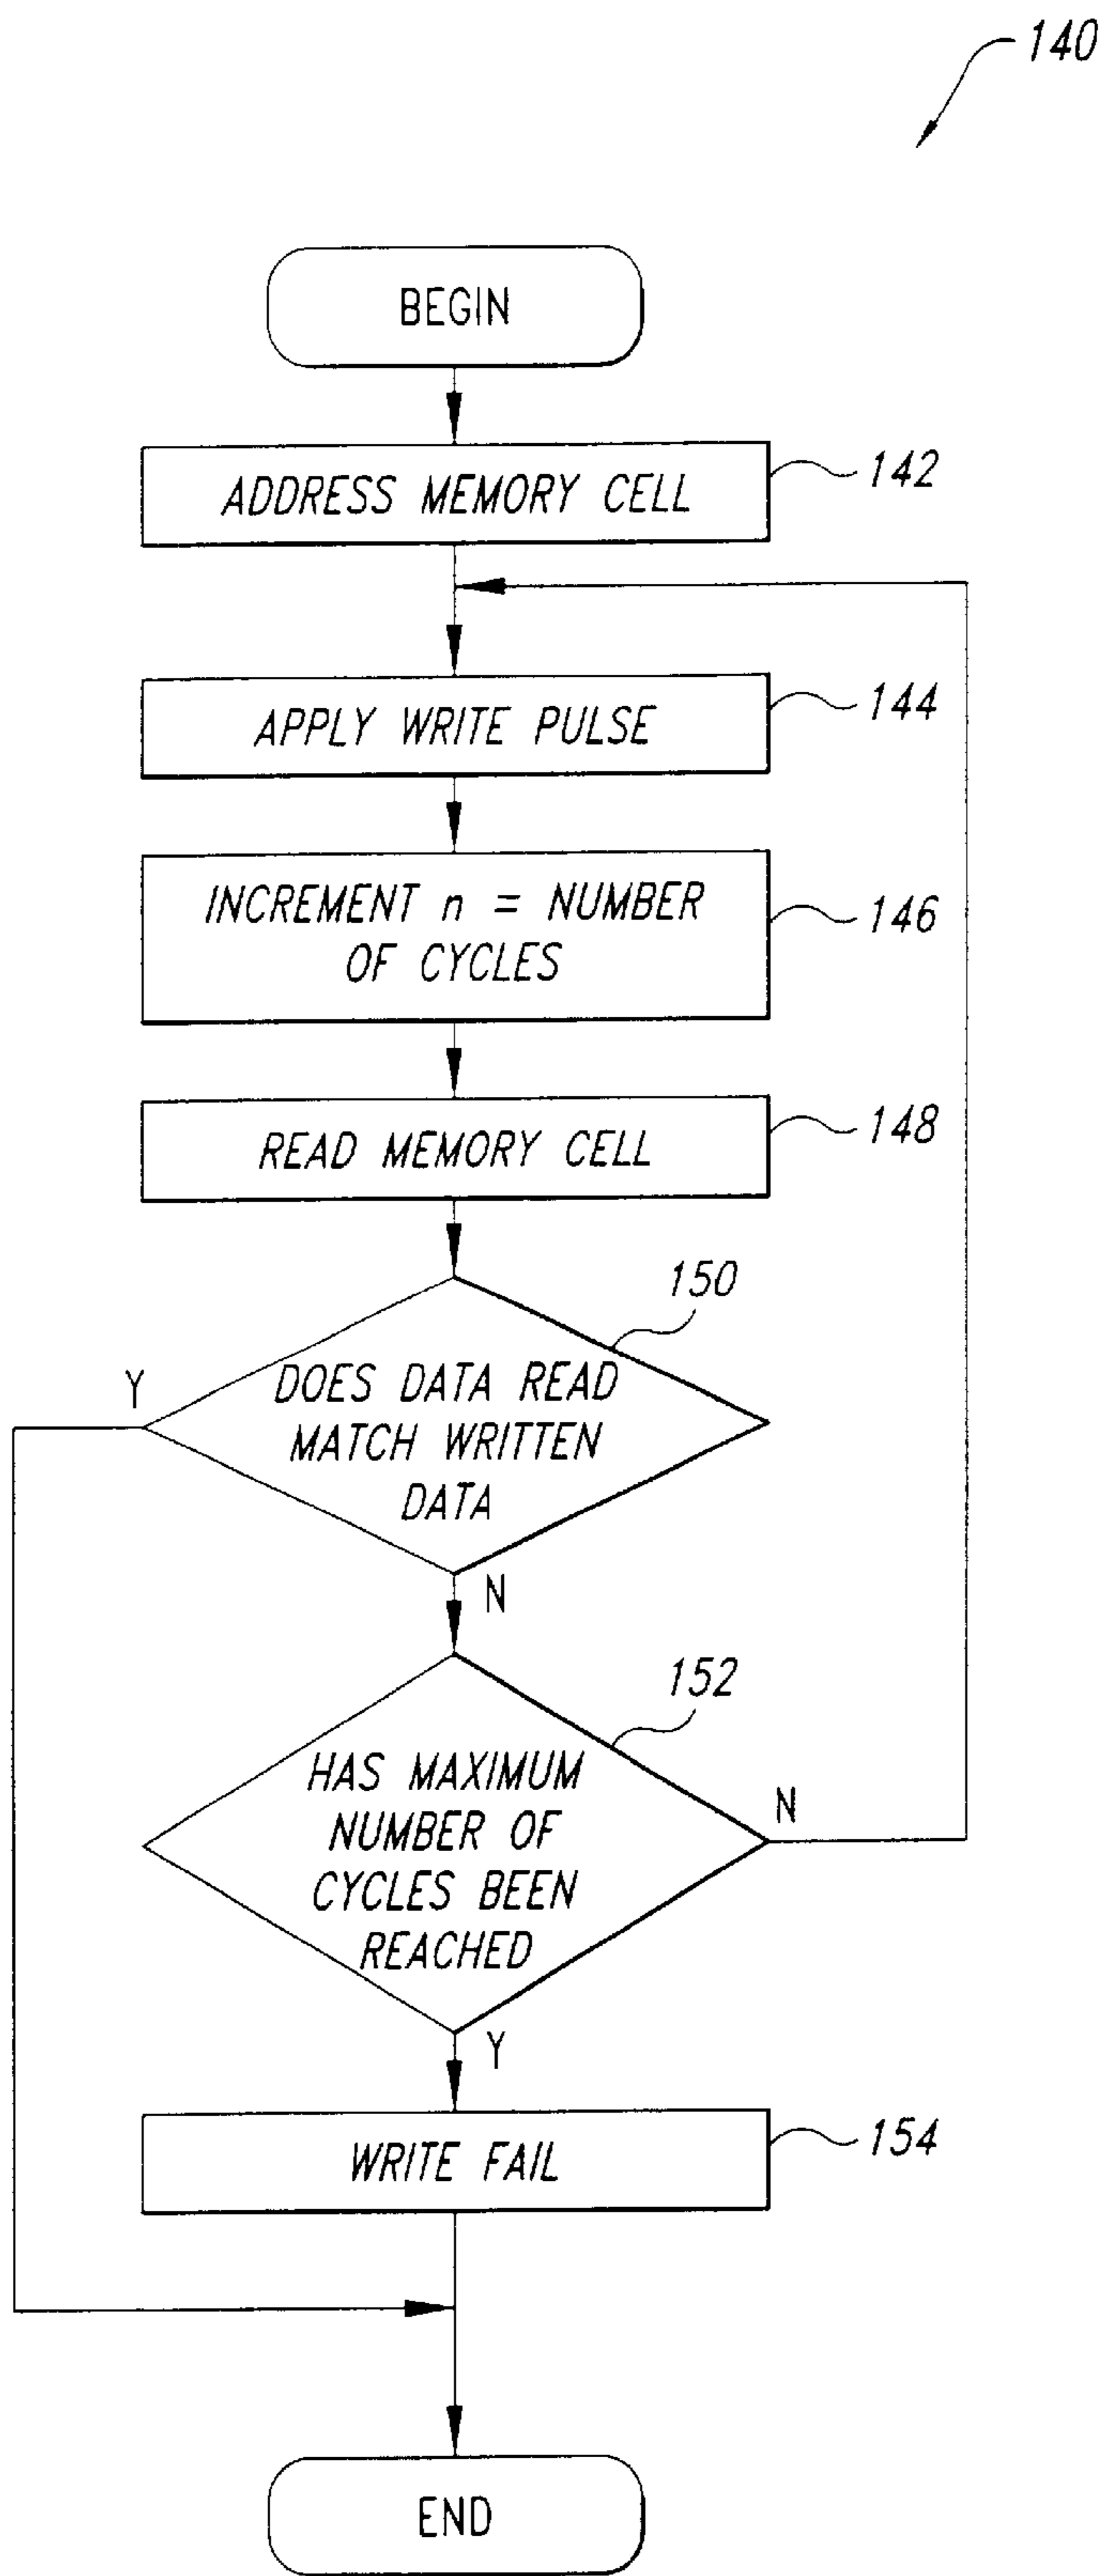 140
BEGIN
ADDRESS MEMORY CELL
142
APPLY WRITE PULSE
144
INCREMENT n = NUMBER
OF CYCLES
146
READ MEMORY CELL
148
150
Y
DOES DATA READ
MATCH WRITTEN
DATA
N
152
HAS MAXIMUM
NUMBER OF
CYCLES BEEN
REACHED
N
Y
WRITE FAIL
154
END